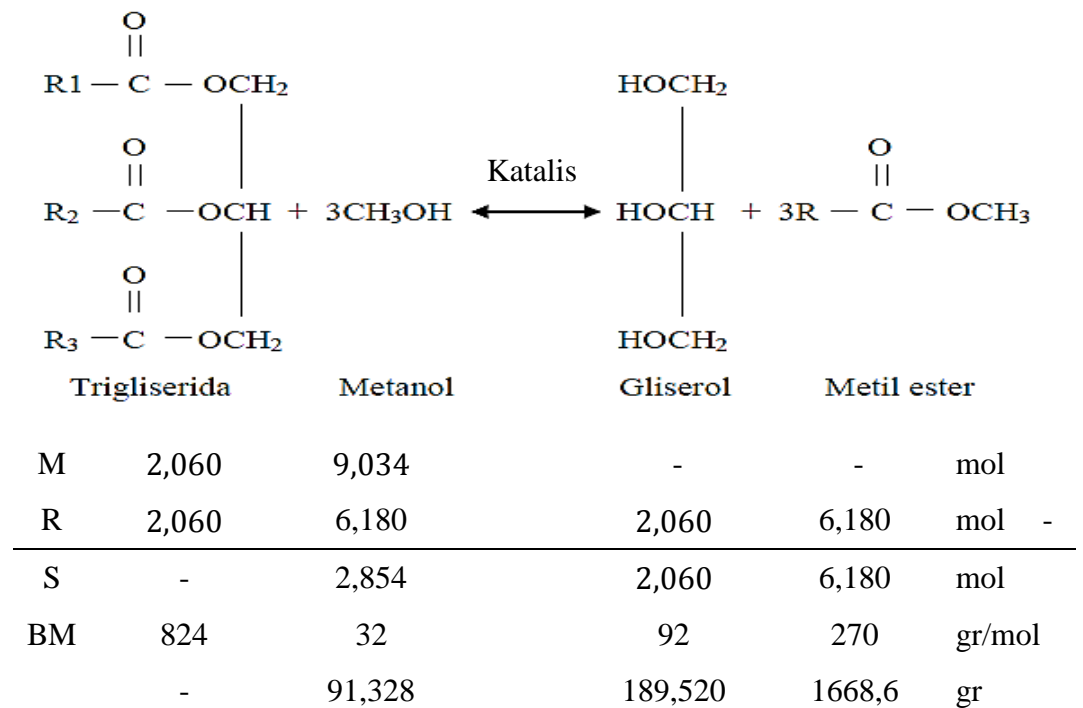 O O
|| ||
R1 — C — OCH₂ HOCH₂
O Katalis O
|| ||
R₂ —C —OCH + 3CH₃OH HOCH + 3R — C — OCH₃
O
||
R₃ —C —OCH₂ HOCH₂
Trigliserida Metanol Gliserol Metil ester
M 2,060 9,034 - - mol
R 2,060 6,180 2,060 6,180 mol -
S - 2,854 2,060 6,180 mol
BM 824 32 92 270 gr/mol
- 91,328 189,520 1668,6 gr